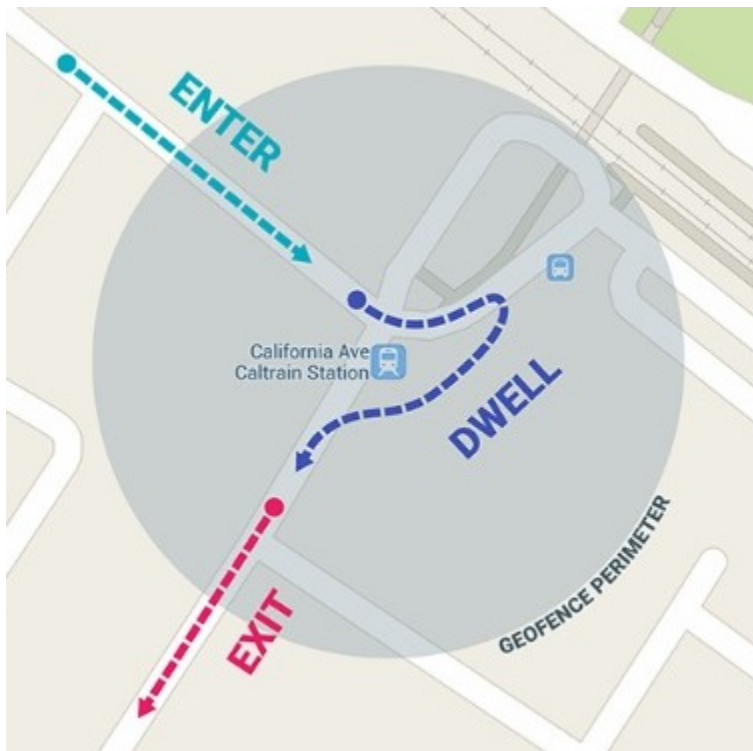 ENTER
California Ave
Caltrain Station
DWELL
GEOFENCE PERIMETER
EXIT